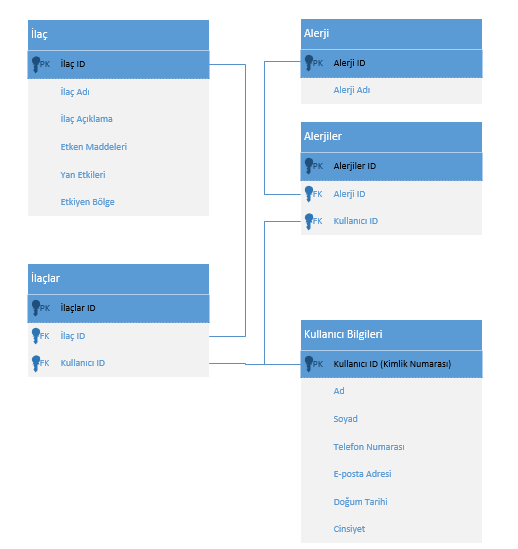 İlaç
PK İlaç ID
İlaç Adı
İlaç Açıklama
Etken Maddeleri
Yan Etkileri
Etkiyen Bölge
Alerji
PK Alerji ID
Alerji Adı
Alerjiler
PK Alerjiler ID
FK Alerji ID
FK Kullanıcı ID
İlaçlar
PK İlaçlar ID
FK İlaç ID
FK Kullanıcı ID
Kullanıcı Bilgileri
PK Kullanıcı ID (Kimlik Numarası)
Ad
Soyad
Telefon Numarası
E-posta Adresi
Doğum Tarihi
Cinsiyet